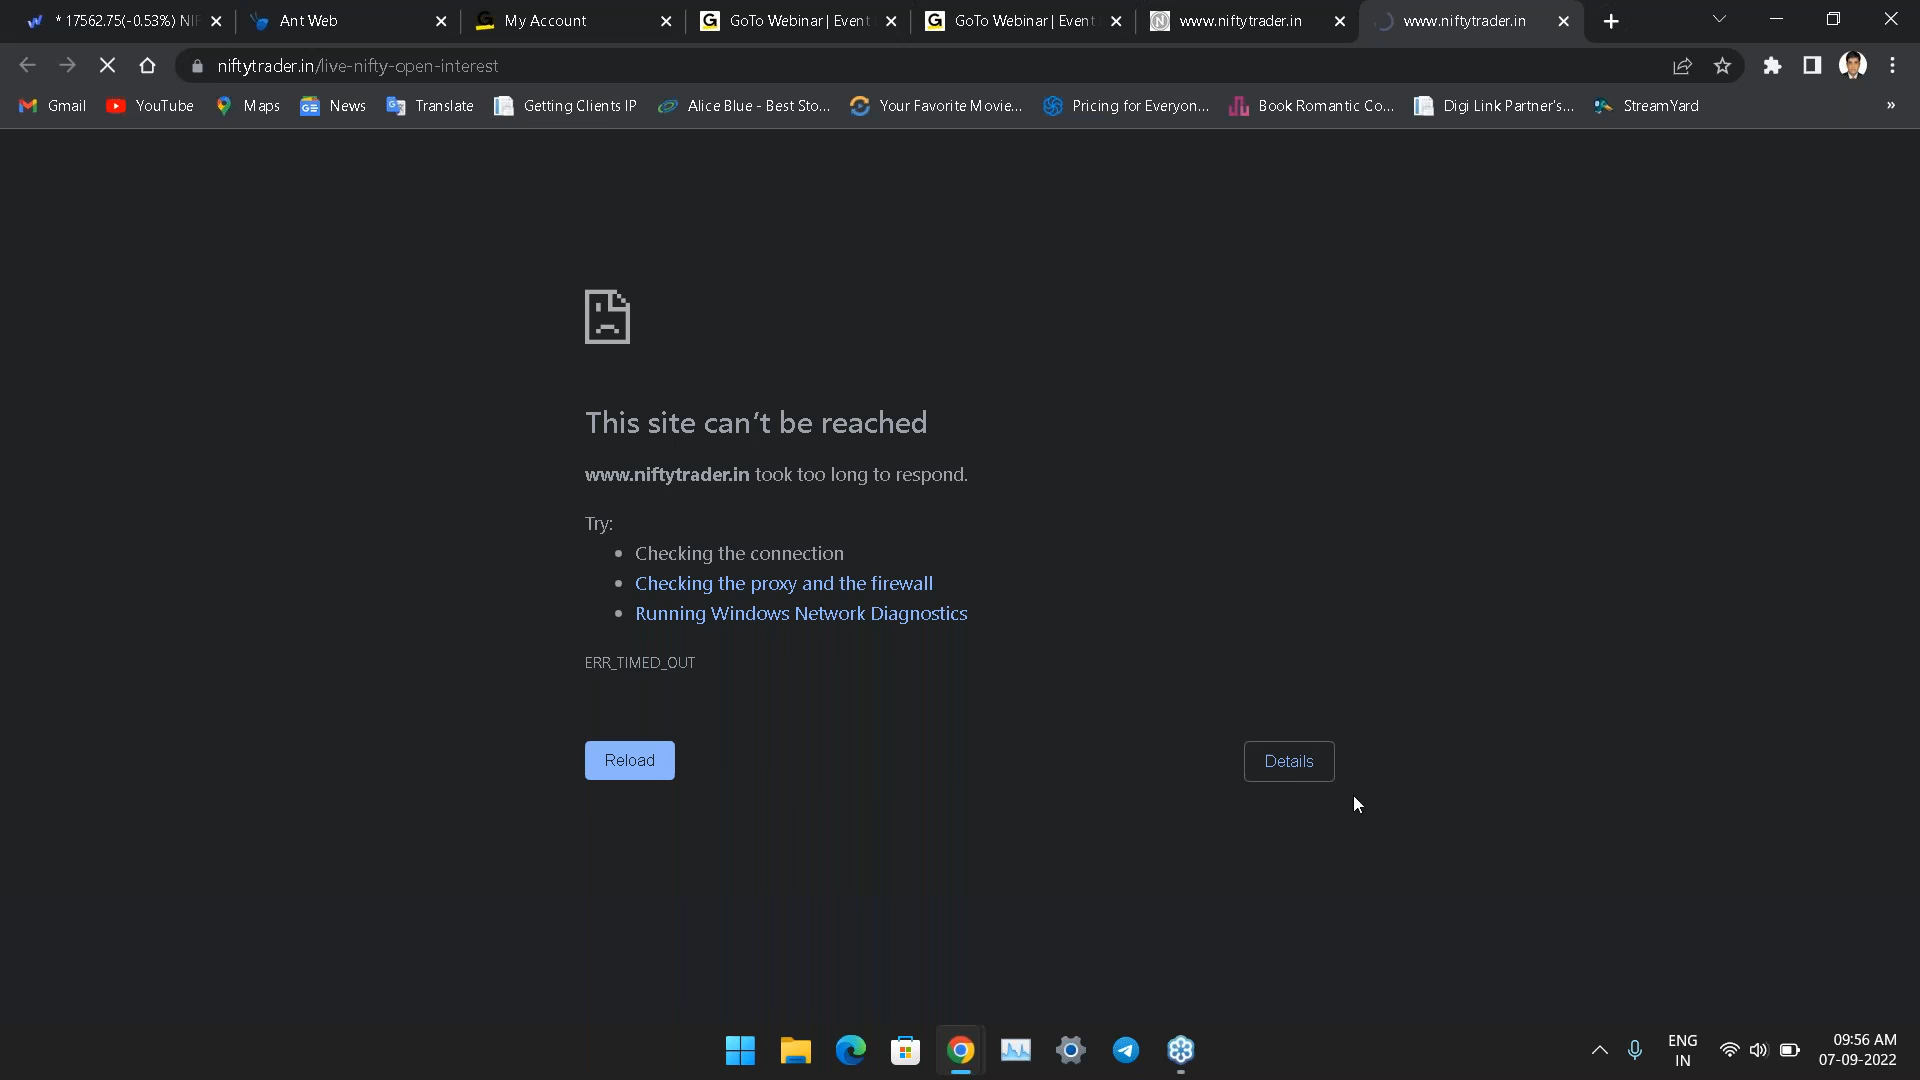 * 17562.75(-0.53%) NIF
Ant Web
My Account
GoTo Webinar | Event
GoTo Webinar | Event
www.niftytrader.in
www.niftytrader.in
niftytrader.in/live-nifty-open-interest
Gmail
YouTube
Maps
News
Translate
Getting Clients IP
Alice Blue - Best Sto...
Your Favorite Movie...
Pricing for Everyon...
Book Romantic Co...
Digi Link Partner's...
StreamYard
»
This site can't be reached
www.niftytrader.in took too long to respond.
Try:
• Checking the connection
• Checking the proxy and the firewall
• Running Windows Network Diagnostics
ERR_TIMED_OUT
Reload
Details
ENG
IN
09:56 AM
07-09-2022